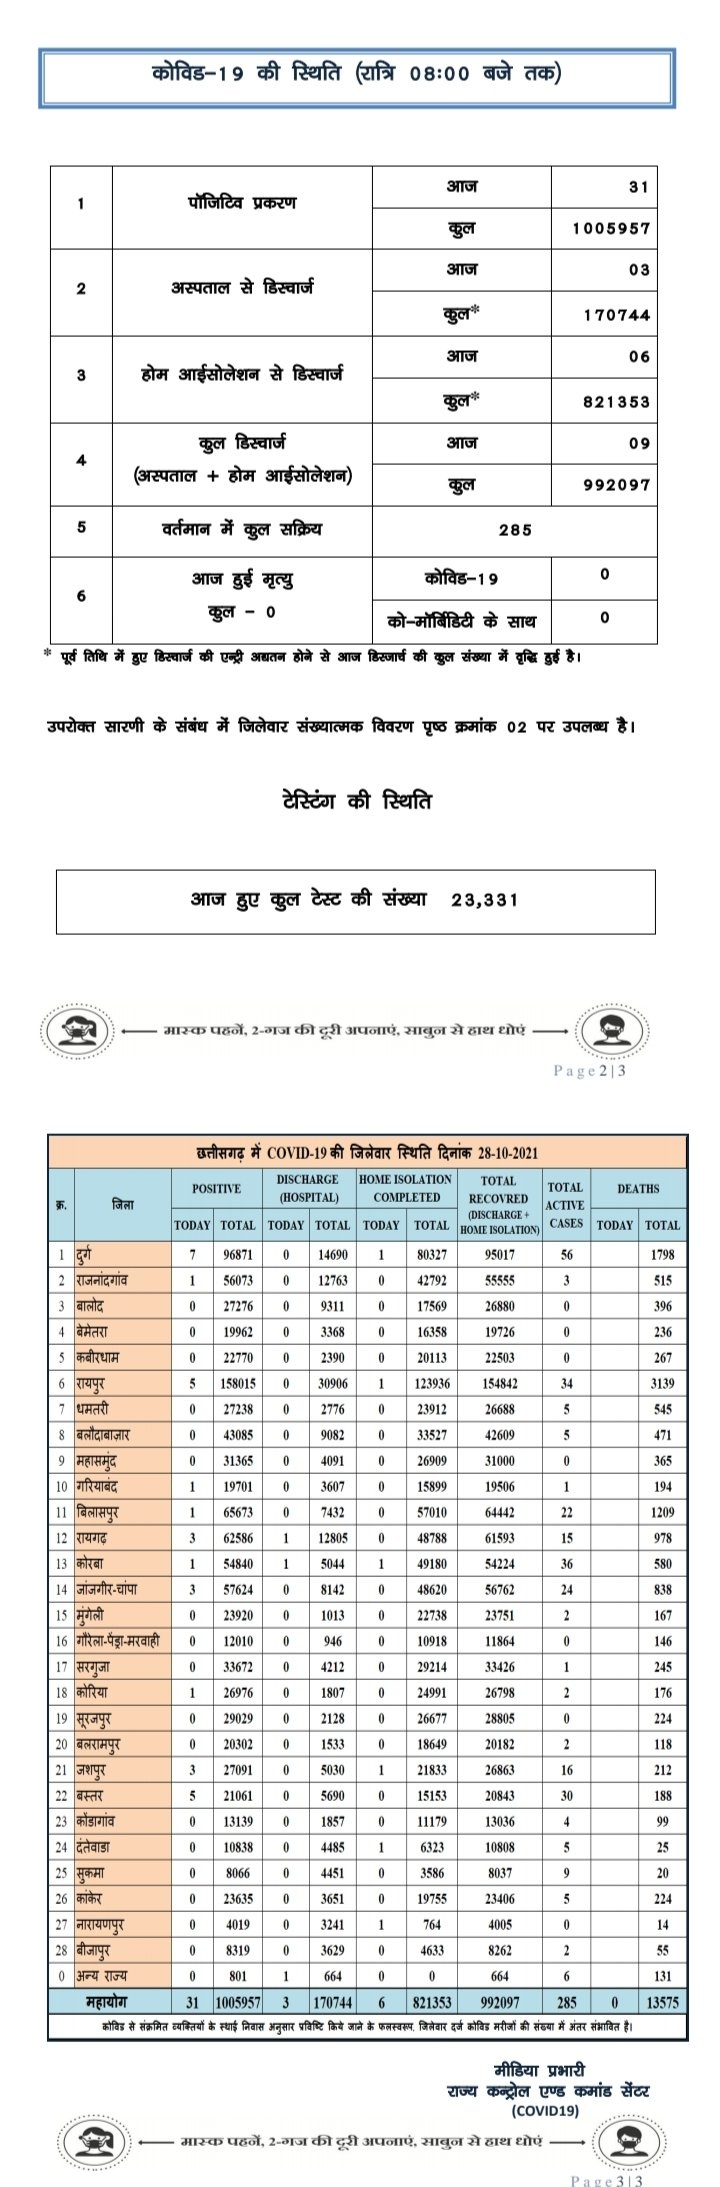 कोविड-19 की स्थिति (रात्रि 08:00 बजे तक)
1 पॉजिटिव प्रकरण आज 31
कुल 1005957
2 अस्पताल से डिस्चार्ज आज 03
कुल* 170744
3 होम आईसोलेशन से डिस्चार्ज आज 06
कुल* 821353
4 कुल डिस्चार्ज (अस्पताल + होम आईसोलेशन) आज 09
कुल 992097
5 वर्तमान में कुल सक्रिय 285
6 आज हुई मृत्यु कुल - 0 कोविड-19 0
को-मॉर्बिडिटी के साथ 0
* पूर्व तिथि में हुए डिस्चार्ज की एन्ट्री अद्यतन होने से आज डिस्जार्च की कुल संख्या में वृद्धि हुई है।
उपरोक्त सारणी के संबंध में जिलेवार संख्यात्मक विवरण पृष्ठ क्रमांक 02 पर उपलब्ध है।
टेस्टिंग की स्थिति
आज हुए कुल टेस्ट की संख्या 23,331
मास्क पहनें, 2-गज की दूरी अपनाएं, साबुन से हाथ धोएं
Page2|3
छत्तीसगढ़ में COVID-19 की जिलेवार स्थिति दिनांक 28-10-2021
क्र. जिला POSITIVE DISCHARGE (HOSPITAL) HOME ISOLATION COMPLETED TOTAL RECOVRED (DISCHARGE + HOME ISOLATION) TOTAL ACTIVE CASES DEATHS
TODAY TOTAL TODAY TOTAL TODAY TOTAL TODAY TOTAL
1 दुर्ग 7 96871 0 14690 1 80327 95017 56 1798
2 राजनांदगांव 1 56073 0 12763 0 42792 55555 3 515
3 बालोद 0 27276 0 9311 0 17569 26880 0 396
4 बेमेतरा 0 19962 0 3368 0 16358 19726 0 236
5 कबीरधाम 0 22770 0 2390 0 20113 22503 0 267
6 रायपुर 5 158015 0 30906 1 123936 154842 34 3139
7 धमतरी 0 27238 0 2776 0 23912 26688 5 545
8 बलौदाबाज़ार 0 43085 0 9082 0 33527 42609 5 471
9 महासमुंद 0 31365 0 4091 0 26909 31000 0 365
10 गरियाबंद 1 19701 0 3607 0 15899 19506 1 194
11 बिलासपुर 1 65673 0 7432 0 57010 64442 22 1209
12 रायगढ़ 3 62586 1 12805 0 48788 61593 15 978
13 कोरबा 1 54840 1 5044 1 49180 54224 36 580
14 जांजगीर-चांपा 3 57624 0 8142 0 48620 56762 24 838
15 मुंगेली 0 23920 0 1013 0 22738 23751 2 167
16 गौरेला-पेंड्रा-मरवाही 0 12010 0 946 0 10918 11864 0 146
17 सरगुजा 0 33672 0 4212 0 29214 33426 1 245
18 कोरिया 1 26976 0 1807 0 24991 26798 2 176
19 सूरजपुर 0 29029 0 2128 0 26677 28805 0 224
20 बलरामपुर 0 20302 0 1533 0 18649 20182 2 118
21 जशपुर 3 27091 0 5030 1 21833 26863 16 212
22 बस्तर 5 21061 0 5690 0 15153 20843 30 188
23 कोंडागांव 0 13139 0 1857 0 11179 13036 4 99
24 दंतेवाडा 0 10838 0 4485 1 6323 10808 5 25
25 सुकमा 0 8066 0 4451 0 3586 8037 9 20
26 कांकेर 0 23635 0 3651 0 19755 23406 5 224
27 नारायणपुर 0 4019 0 3241 1 764 4005 0 14
28 बीजापुर 0 8319 0 3629 0 4633 8262 2 55
0 अन्य राज्य 0 801 1 664 0 0 664 6 131
महायोग 31 1005957 3 170744 6 821353 992097 285 0 13575
कोविड से संक्रमित व्यक्तियों के स्थाई निवास अनुसार प्रविष्टि किये जाने के फलस्वरूप, जिलेवार दर्ज कोविड मरीजों की संख्या में अंतर संभावित है।
मीडिया प्रभारी
राज्य कन्ट्रोल एण्ड कमांड सेंटर
(COVID19)
मास्क पहनें, 2-गज की दूरी अपनाएं, साबुन से हाथ धोएं
Page3|3